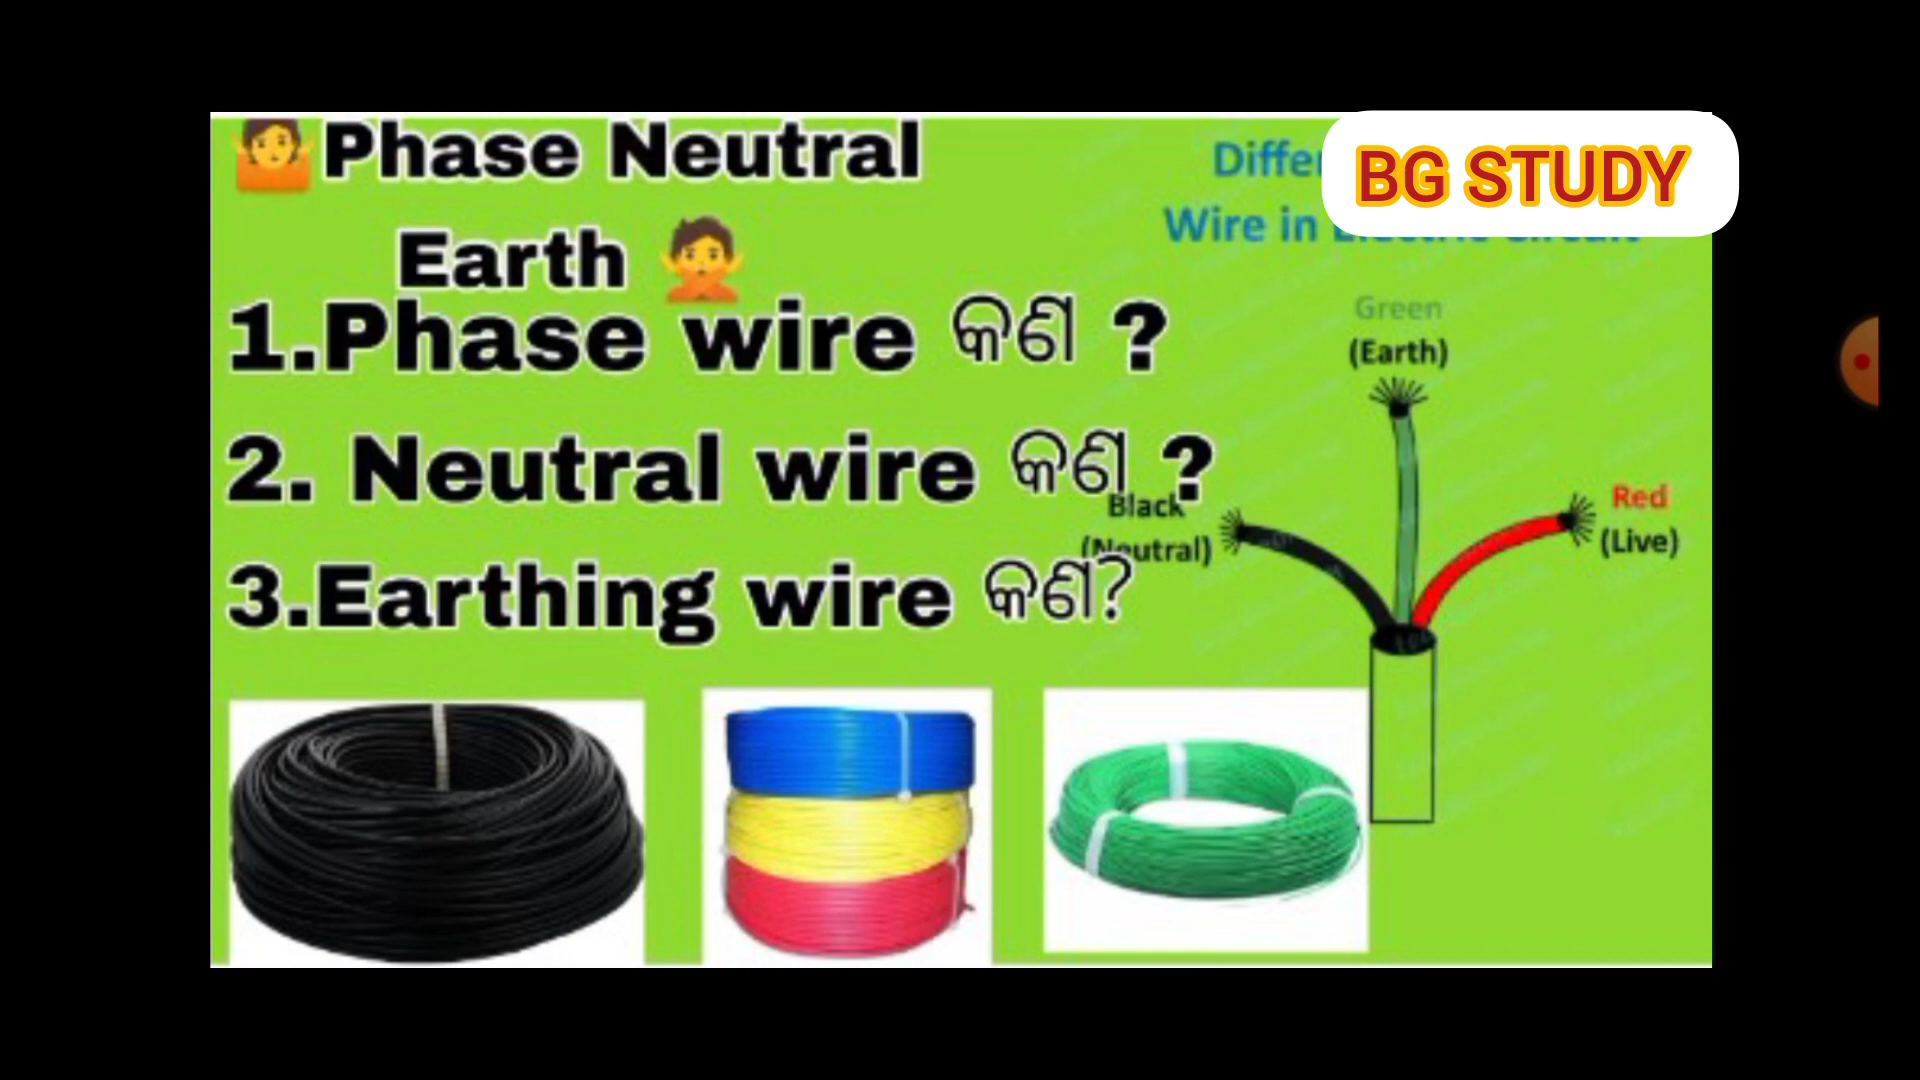 Phase Neutral
Earth
1.Phase wire କଣ ?
2. Neutral wire କଣ ?
3.Earthing wire କଣ?
BG STUDY
Wire in
Green
(Earth)
Black
(Neutral)
Red
(Live)